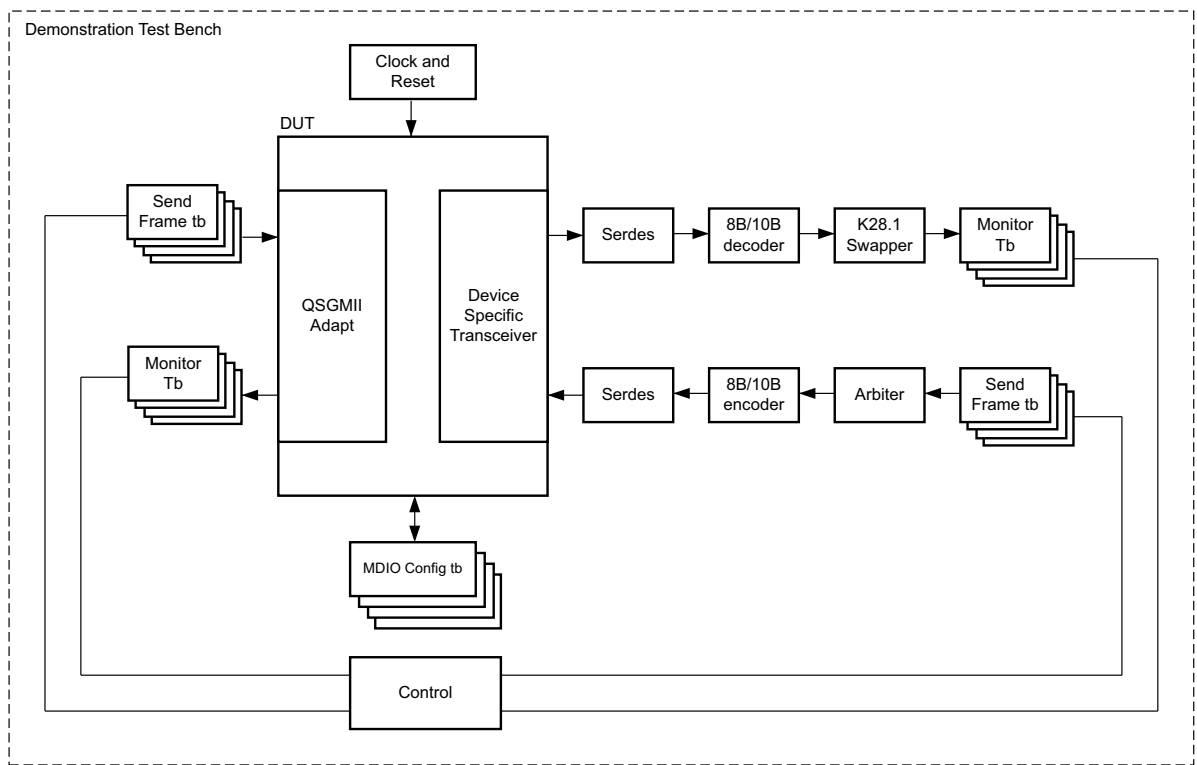 Demonstration Test Bench
Clock and
Reset
DUT
Send
Frame tb
QSGMII
Adapt
Device
Specific
Transceiver
Serdes
8B/10B
decoder
K28.1
Swapper
Monitor
Tb
Monitor
Tb
Serdes
8B/10B
encoder
Arbiter
Send
Frame tb
MDIO Config tb
Control